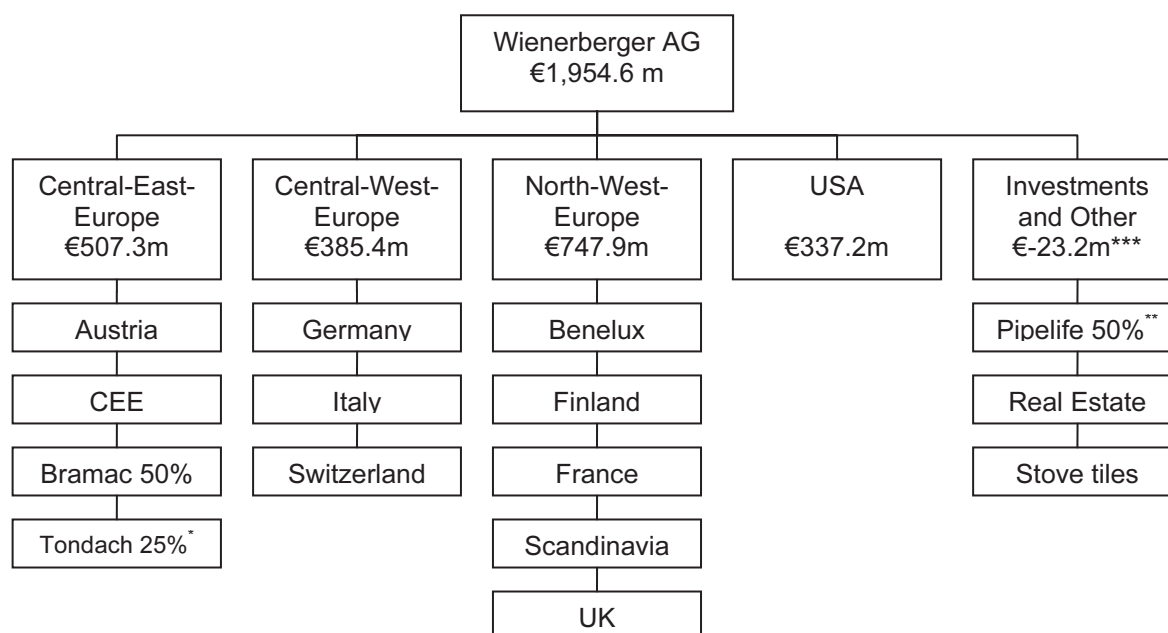 Wienerberger AG
€1,954.6 m
Central-East-
Europe
€507.3m
Central-West-
Europe
€385.4m
North-West-
Europe
€747.9m
USA
€337.2m
Investments
and Other
€-23.2m***
Austria
CEE
Bramac 50%
Tondach 25%*
Germany
Italy
Switzerland
Benelux
Finland
France
Scandinavia
UK
Pipelife 50%**
Real Estate
Stove tiles